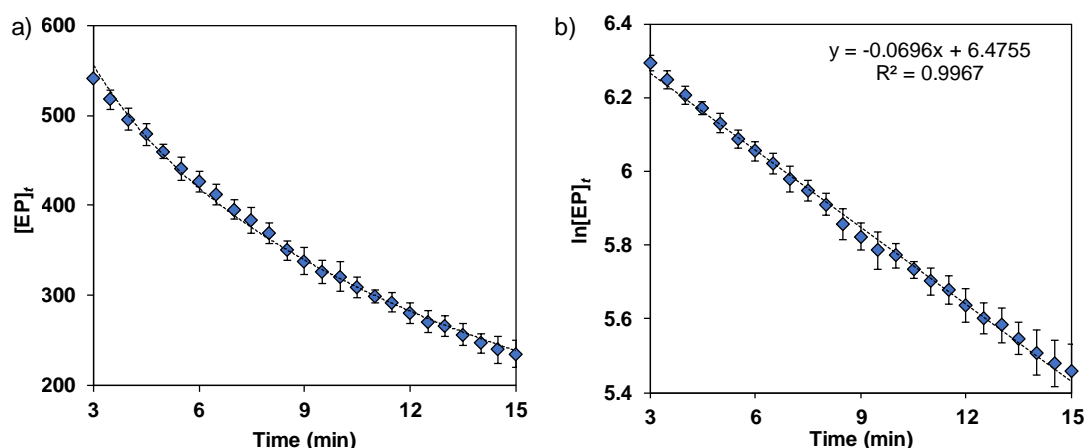 a)
600
500
400
300
200
[EP]t
3 6 9 12 15
Time (min)
b)
y = -0.0696x + 6.4755
R² = 0.9967
6.4
6.2
6
5.8
5.6
5.4
ln[EP]t
3 6 9 12 15
Time (min)